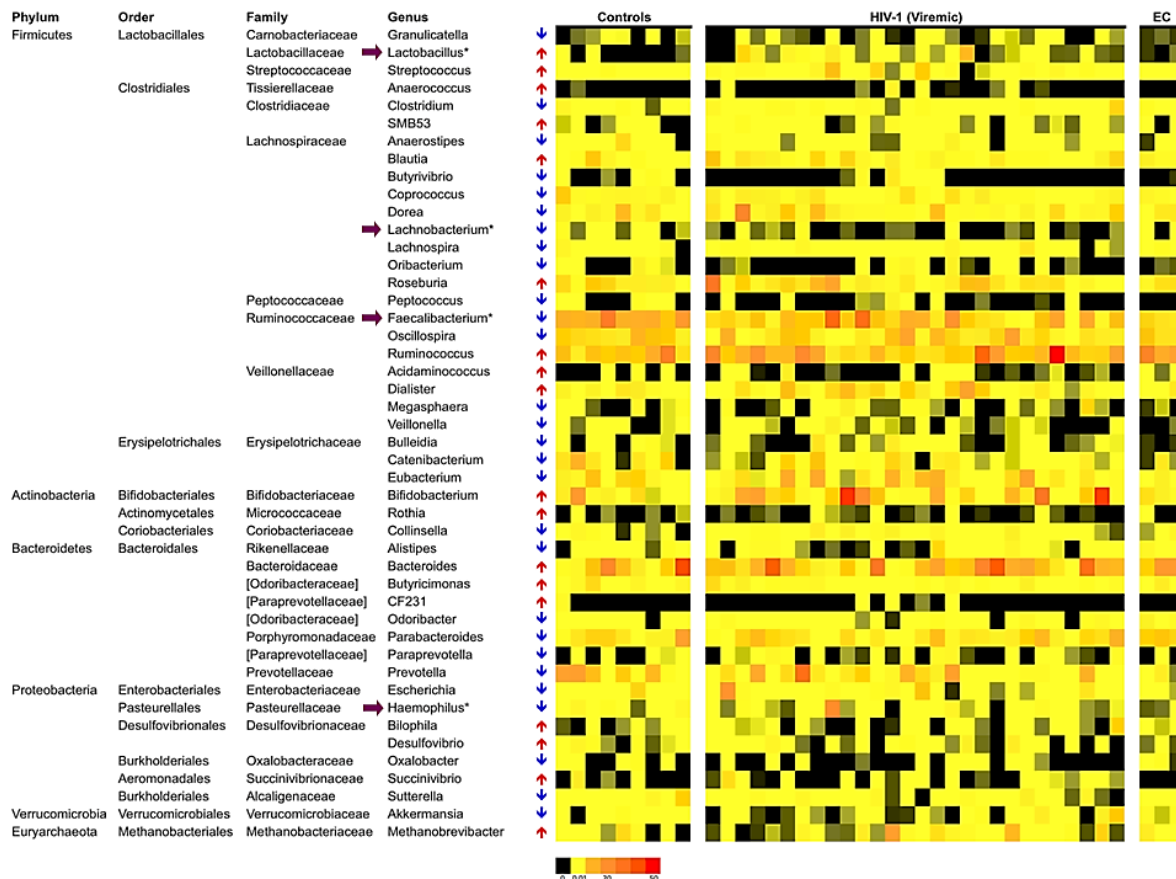 Phylum Order Family Genus Controls HIV-1 (Viremic) EC
Firmicutes Lactobacillales Carnobacteriaceae Granulicatella
Lactobacillaceae Lactobacillus*
Streptococcaceae Streptococcus
Clostridiales Tissierellaceae Anaerococcus
Clostridiaceae Clostridium
SMB53
Lachnospiraceae Anaerostipes
Blautia
Butyrivibrio
Coprococcus
Dorea
Lachnobacterium*
Lachnospira
Oribacterium
Roseburia
Peptococcaceae Peptococcus
Ruminococcaceae Faecalibacterium*
Oscillospira
Ruminococcus
Veillonellaceae Acidaminococcus
Dialister
Megasphaera
Veillonella
Erysipelotrichales Erysipelotrichaceae Bulleidia
Catenibacterium
Eubacterium
Actinobacteria Bifidobacteriales Bifidobacteriaceae Bifidobacterium
Actinomycetales Micrococcaceae Rothia
Coriobacteriales Coriobacteriaceae Collinsella
Bacteroidetes Bacteroidales Rikenellaceae Alistipes
Bacteroidaceae Bacteroides
[Odoribacteraceae] Butyricimonas
[Paraprevotellaceae] CF231
[Odoribacteraceae] Odoribacter
Porphyromonadaceae Parabacteroides
[Paraprevotellaceae] Paraprevotella
Prevotellaceae Prevotella
Proteobacteria Enterobacteriales Enterobacteriaceae Escherichia
Pasteurellales Pasteurellaceae Haemophilus*
Desulfovibrionales Desulfovibrionaceae Bilophila
Desulfovibrio
Burkholderiales Oxalobacteraceae Oxalobacter
Aeromonadales Succinivibrionaceae Succinivibrio
Burkholderiales Alcaligenaceae Sutterella
Verrucomicrobia Verrucomicrobiales Verrucomicrobiaceae Akkermansia
Euryarchaeota Methanobacteriales Methanobacteriaceae Methanobrevibacter
0 0.01 50